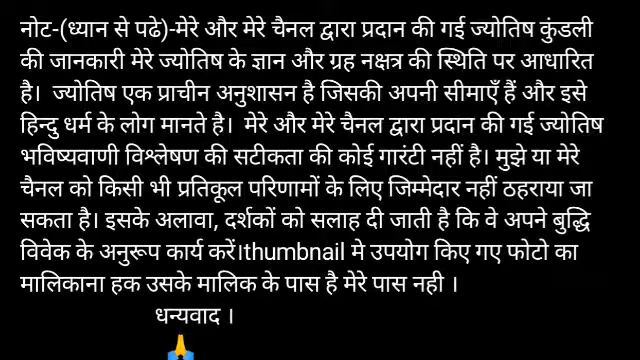 नोट-(ध्यान से पढे)-मेरे और मेरे चैनल द्वारा प्रदान की गई ज्योतिष कुंडली
की जानकारी मेरे ज्योतिष के ज्ञान और ग्रह नक्षत्र की स्थिति पर आधारित
है। ज्योतिष एक प्राचीन अनुशासन है जिसकी अपनी सीमाएँ हैं और इसे
हिन्दु धर्म के लोग मानते है। मेरे और मेरे चैनल द्वारा प्रदान की गई ज्योतिष
भविष्यवाणी विश्लेषण की सटीकता की कोई गारंटी नहीं है। मुझे या मेरे
चैनल को किसी भी प्रतिकूल परिणामों के लिए जिम्मेदार नहीं ठहराया जा
सकता है। इसके अलावा, दर्शकों को सलाह दी जाती है कि वे अपने बुद्धि
विवेक के अनुरूप कार्य करें।thumbnail मे उपयोग किए गए फोटो का
मालिकाना हक उसके मालिक के पास है मेरे पास नही ।
धन्यवाद ।
🙏